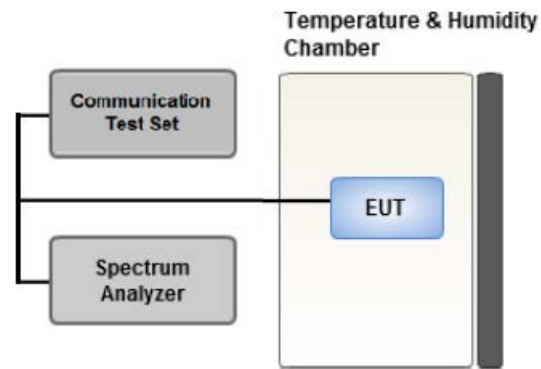 Temperature & Humidity
Chamber
Communication
Test Set
EUT
Spectrum
Analyzer